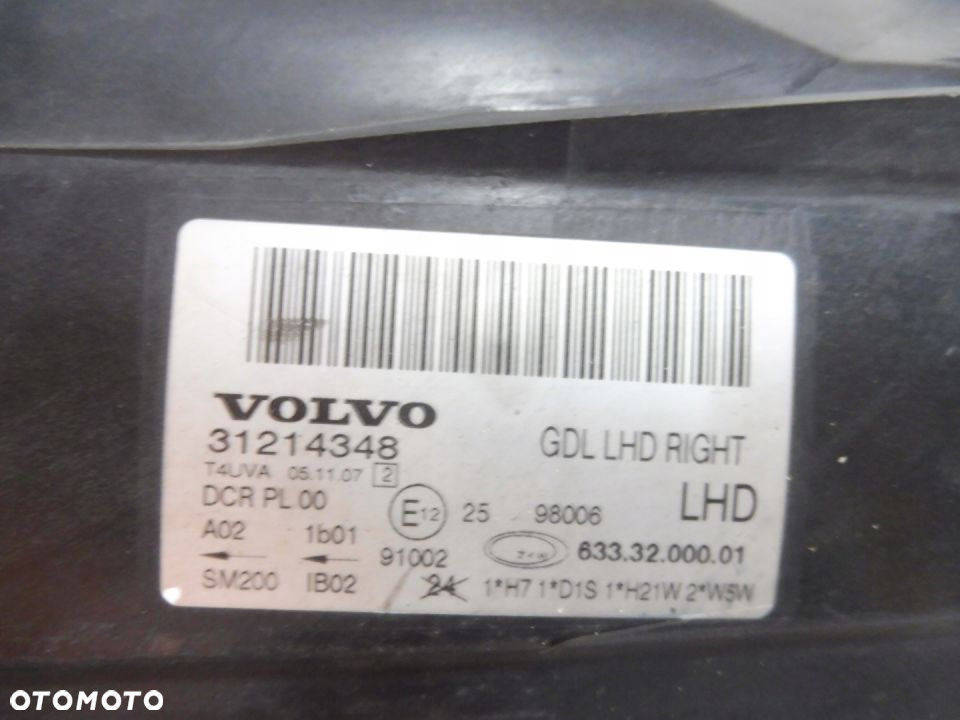 VOLVO
31214348 GDL LHD RIGHT
T4UVA 05.11.07 2
DCR PL 00 E12 25 98006 LHD
A02 1b01 91002 ZKW 633.32.000.01
SM200 IB02 24 1*H7 1*D1S 1*H21W 2*W5W
OTOMOTO